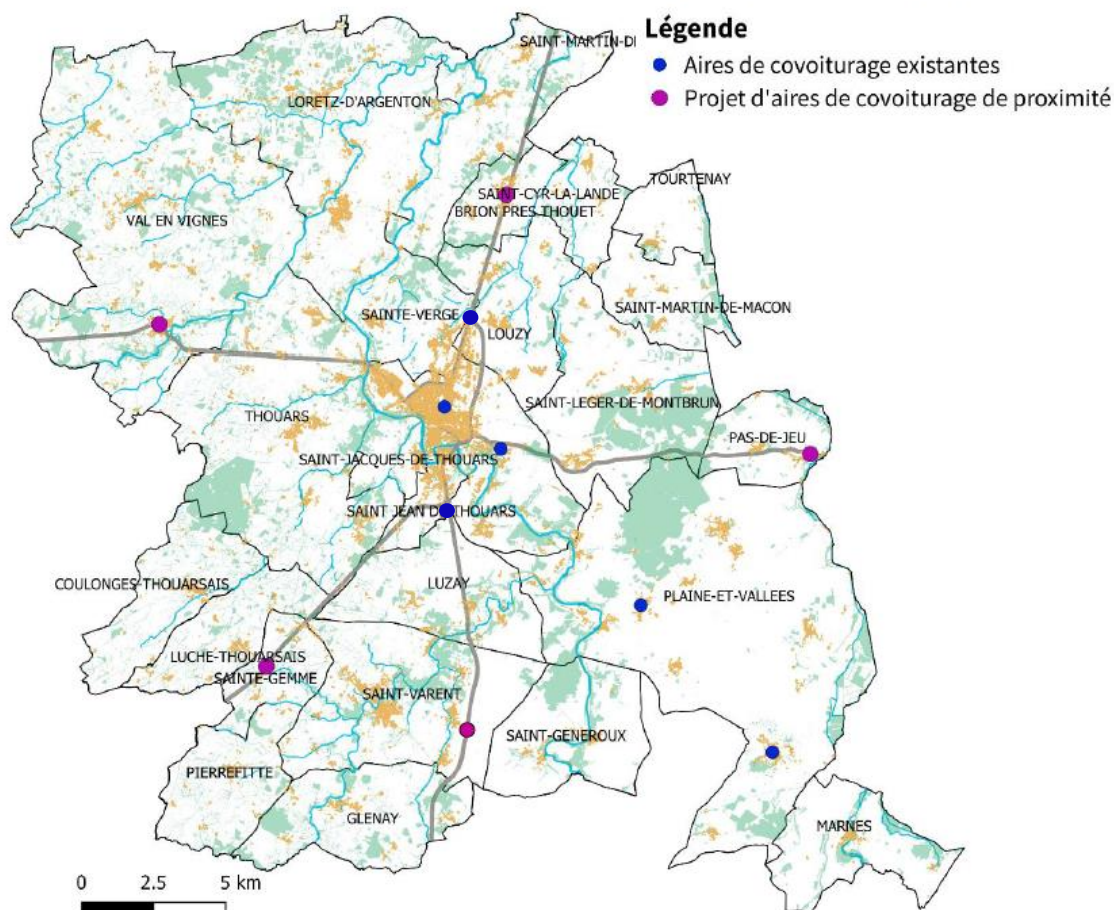 Légende
Aires de covoiturage existantes
Projet d'aires de covoiturage de proximité
SAINT-MARTIN-DE
LORETZ-D'ARGENTON
TOURTENAY
SAINT-CYR-LA-LANDE
BRION PRES THOUET
VAL EN VIGNES
SAINT-MARTIN-DE-MACON
SAINTE-VERGE
LOUZY
SAINT-LEGER-DE-MONTBRUN
THOUARS
PAS-DE-JEU
SAINT-JACQUES-DE-THOUARS
SAINT JEAN DE THOUARS
COULONGES-THOUARSAIS
LUZAY
PLAINE-ET-VALLEES
LUCHE-THOUARSAIS
SAINTE-GEMME
SAINT-VARENT
SAINT-GENEROUX
PIERREFITTE
GLENAY
MARNES
0 2.5 5 km